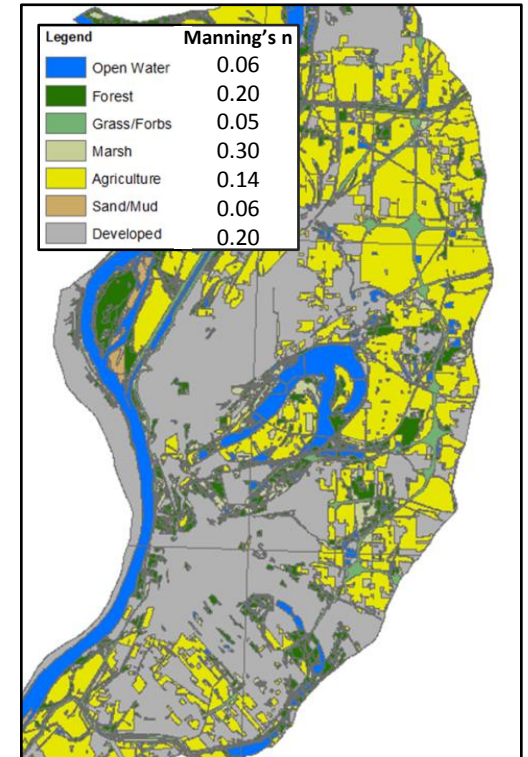 Legend Manning's n
Open Water 0.06
Forest 0.20
Grass/Forbs 0.05
Marsh 0.30
Agriculture 0.14
Sand/Mud 0.06
Developed 0.20